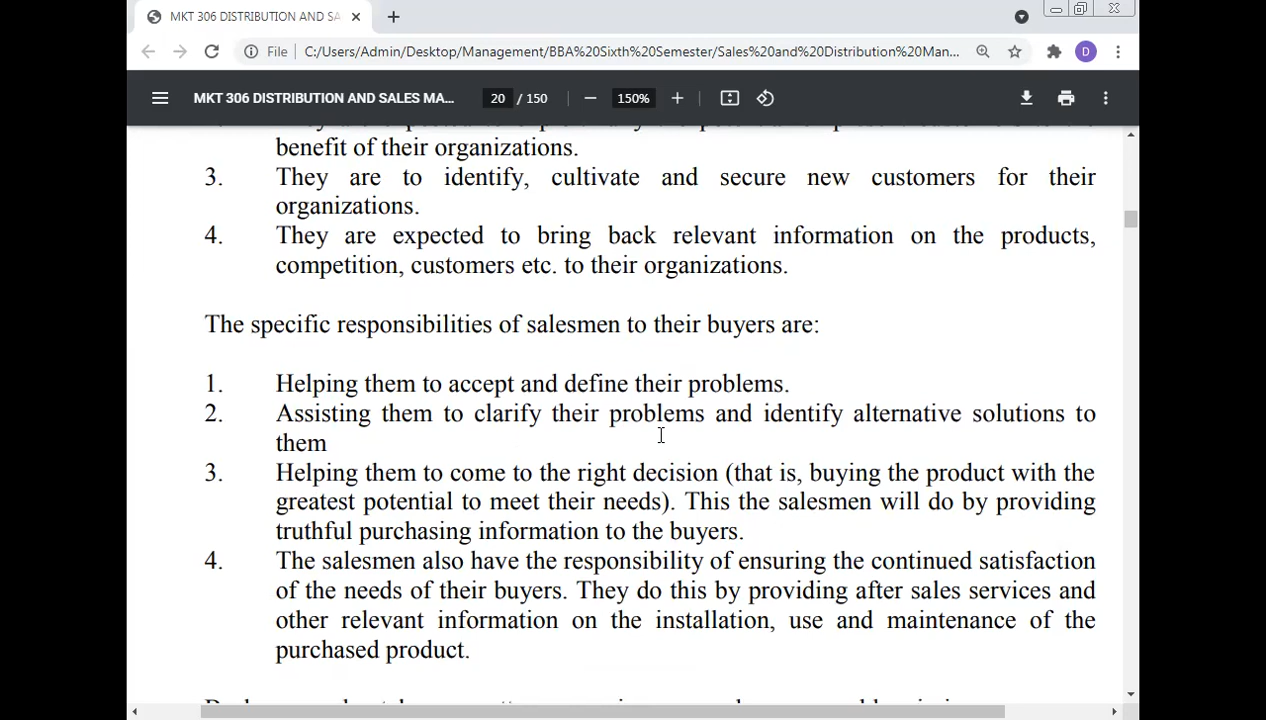 MKT 306 DISTRIBUTION AND SA
File C:/Users/Admin/Desktop/Management/BBA%20Sixth%20Semester/Sales%20and%20Distribution%20Man... D
MKT 306 DISTRIBUTION AND SALES MA... 20 / 150 150%
benefit of their organizations.
3. They are to identify, cultivate and secure new customers for their
organizations.
4. They are expected to bring back relevant information on the products,
competition, customers etc. to their organizations.
The specific responsibilities of salesmen to their buyers are:
1. Helping them to accept and define their problems.
2. Assisting them to clarify their problems and identify alternative solutions to
them
3. Helping them to come to the right decision (that is, buying the product with the
greatest potential to meet their needs). This the salesmen will do by providing
truthful purchasing information to the buyers.
4. The salesmen also have the responsibility of ensuring the continued satisfaction
of the needs of their buyers. They do this by providing after sales services and
other relevant information on the installation, use and maintenance of the
purchased product.